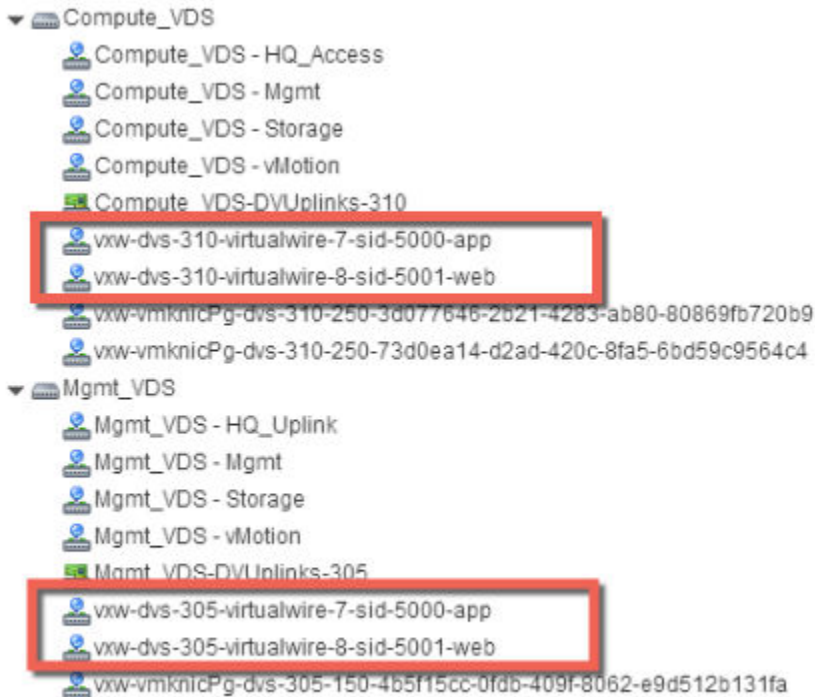 Compute_VDS
Compute_VDS - HQ_Access
Compute_VDS - Mgmt
Compute_VDS - Storage
Compute_VDS - vMotion
Compute_VDS-DVUplinks-310
vxw-dvs-310-virtualwire-7-sid-5000-app
vxw-dvs-310-virtualwire-8-sid-5001-web
vxw-vmknicPg-dvs-310-250-3d077646-2b21-4283-ab80-80869fb720b9
vxw-vmknicPg-dvs-310-250-73d0ea14-d2ad-420c-8fa5-6bd59c9564c4
Mgmt_VDS
Mgmt_VDS - HQ_Uplink
Mgmt_VDS - Mgmt
Mgmt_VDS - Storage
Mgmt_VDS - vMotion
Mgmt_VDS-DVUplinks-305
vxw-dvs-305-virtualwire-7-sid-5000-app
vxw-dvs-305-virtualwire-8-sid-5001-web
vxw-vmknicPg-dvs-305-150-4b5f15cc-0fdb-409f-8062-e9d512b131fa